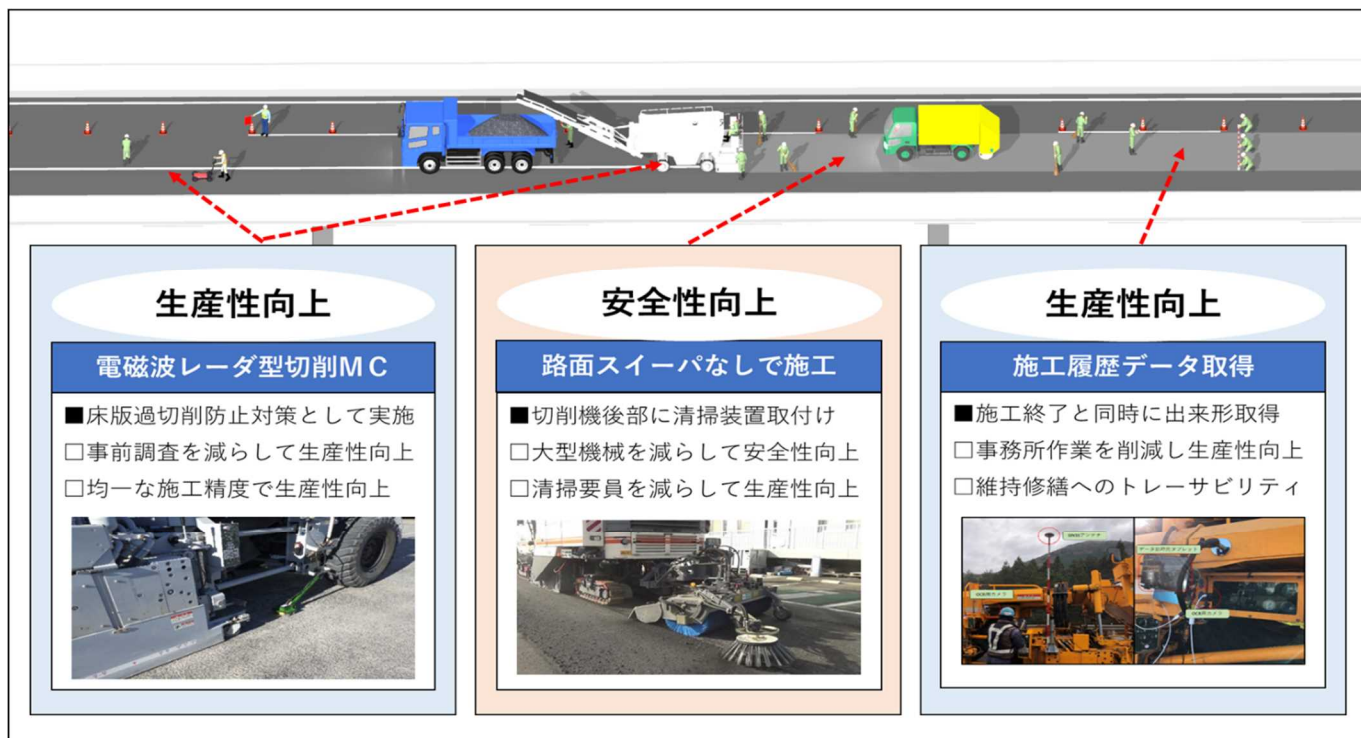 生産性向上
電磁波レーダ型切削MC
■床版過切削防止対策として実施
□事前調査を減らして生産性向上
□均一な施工精度で生産性向上
安全性向上
路面スイーパなしで施工
■切削機後部に清掃装置取付け
□大型機械を減らして安全性向上
□清掃要員を減らして生産性向上
生産性向上
施工履歴データ取得
■施工終了と同時に出来形取得
□事務所作業を削減し生産性向上
□維持修繕へのトレーサビリティ
GNSSアンテナ